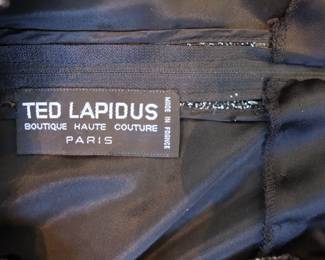 TED LAPIDUS
BOUTIQUE HAUTE COUTURE
PARIS
MADE IN FRANCE